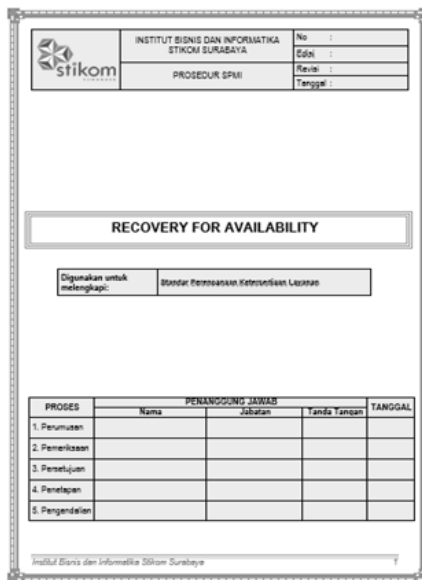 stikom
SURABAYA
INSTITUT BISNIS DAN INFORMATIKA
STIKOM SURABAYA
PROSEDUR SPMI
No :
Edisi :
Revisi :
Tanggal :
RECOVERY FOR AVAILABILITY
Digunakan untuk
melengkapi:
Standar Perencanaan Ketersediaan Layanan
PROSES
PENANGGUNG JAWAB
TANGGAL
Nama
Jabatan
Tanda Tangan
1. Perumusan
2. Pemeriksaan
3. Persetujuan
4. Penetapan
5. Pengendalian
Institut Bisnis dan Informatika Stikom Surabaya
1